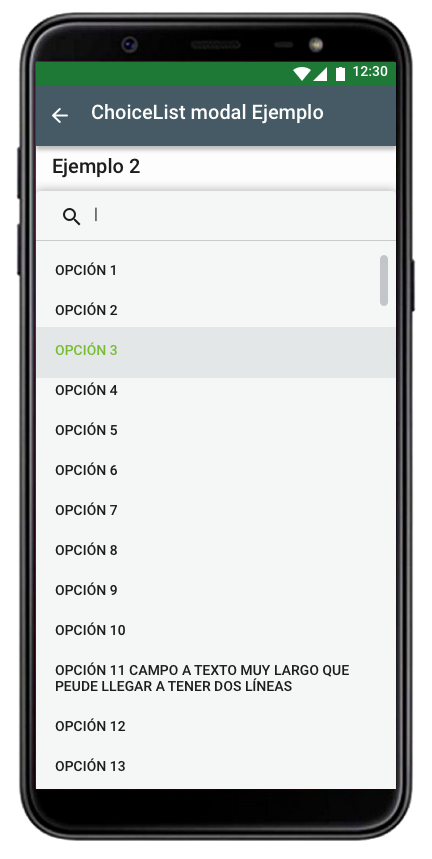 12:30
ChoiceList modal Ejemplo
Ejemplo 2
OPCIÓN 1
OPCIÓN 2
OPCIÓN 3
OPCIÓN 4
OPCIÓN 5
OPCIÓN 6
OPCIÓN 7
OPCIÓN 8
OPCIÓN 9
OPCIÓN 10
OPCIÓN 11 CAMPO A TEXTO MUY LARGO QUE
PEUDE LLEGAR A TENER DOS LÍNEAS
OPCIÓN 12
OPCIÓN 13